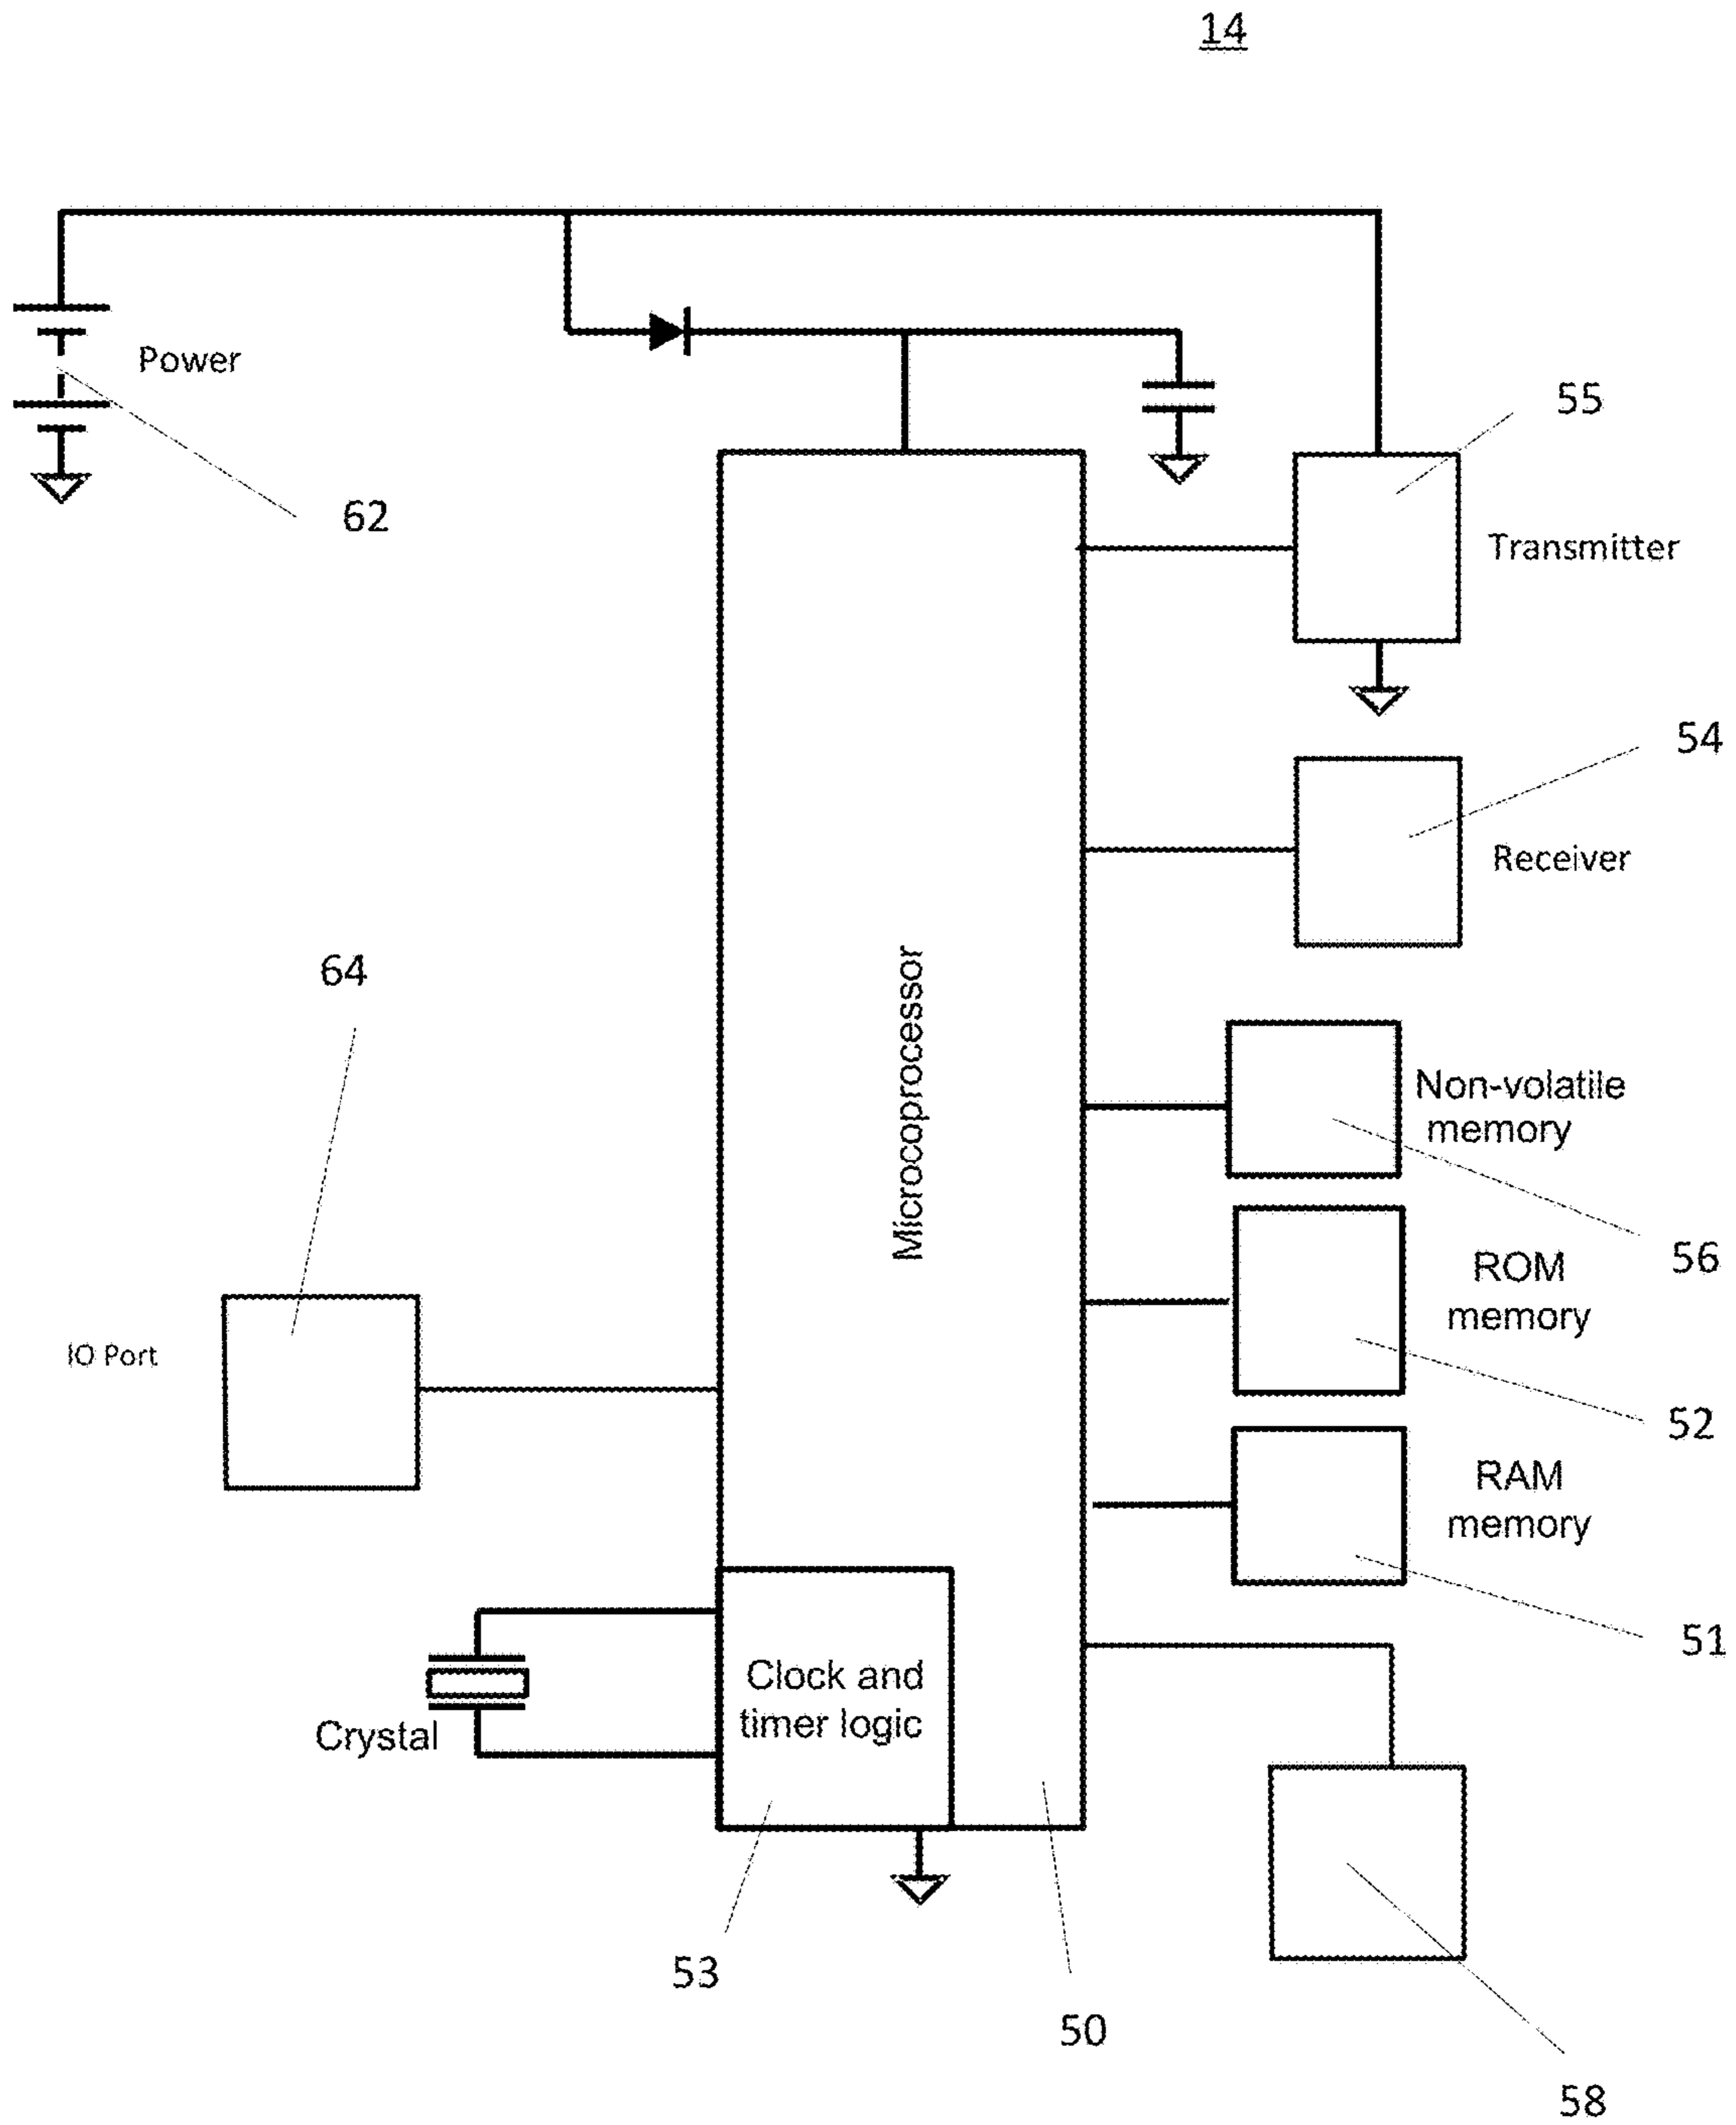 14
Power
62
55
Transmitter
54
Receiver
64
Microcoprocessor
Non-volatile
memory
56
ROM
memory
IO Port
52
RAM
memory
51
Clock and
timer logic
Crystal
53
50
58